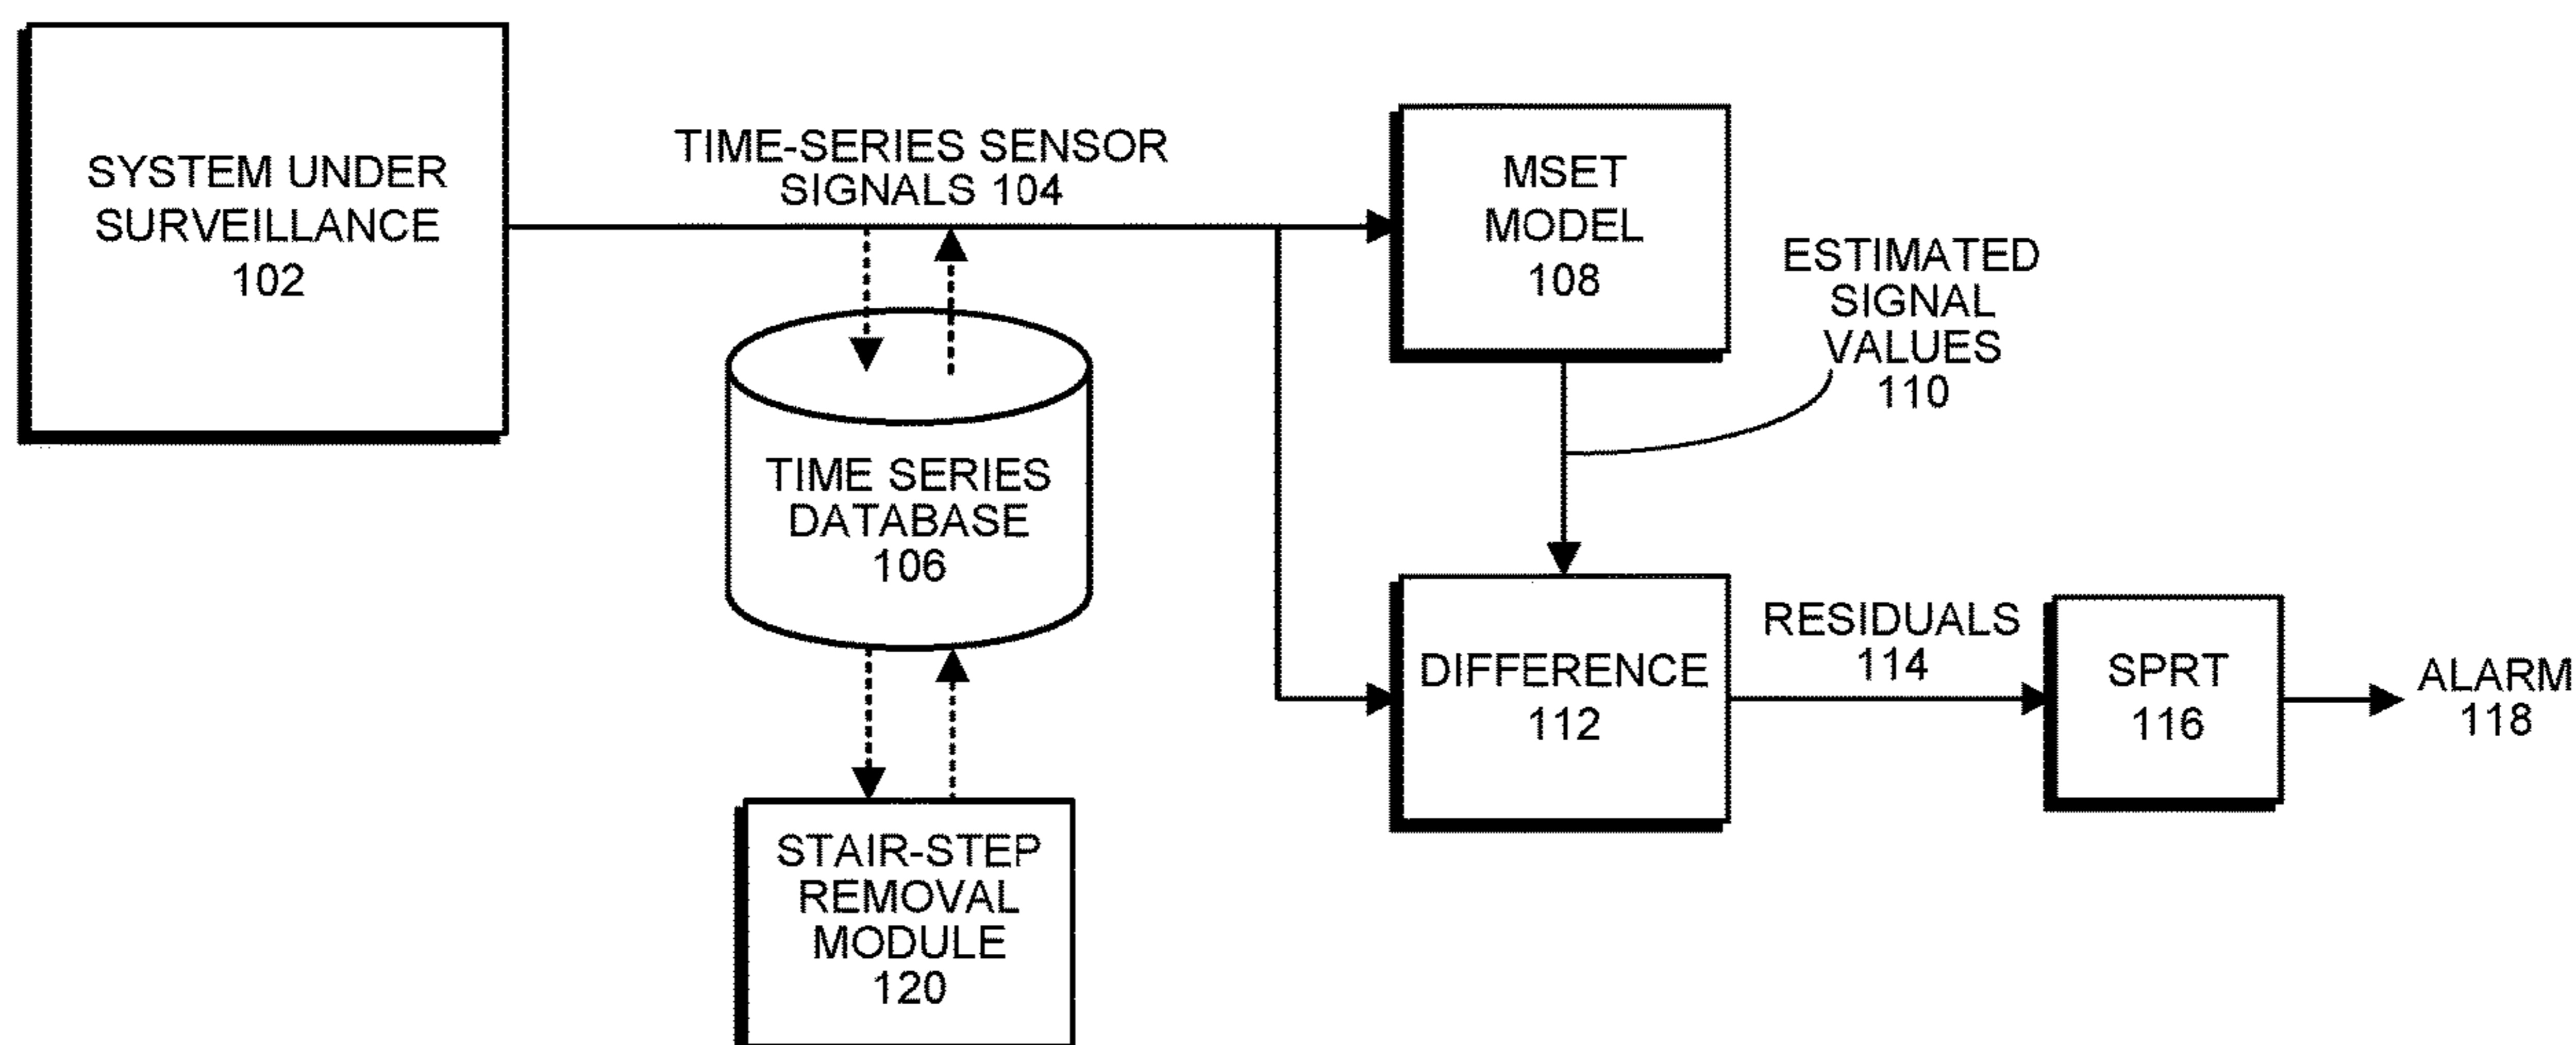 SYSTEM UNDER
SURVEILLANCE
102
TIME-SERIES SENSOR
SIGNALS 104
TIME SERIES
DATABASE
106
STAIR-STEP
REMOVAL
MODULE
120
MSET
MODEL
108
ESTIMATED
SIGNAL
VALUES
110
DIFFERENCE
112
RESIDUALS
114
SPRT
116
ALARM
118